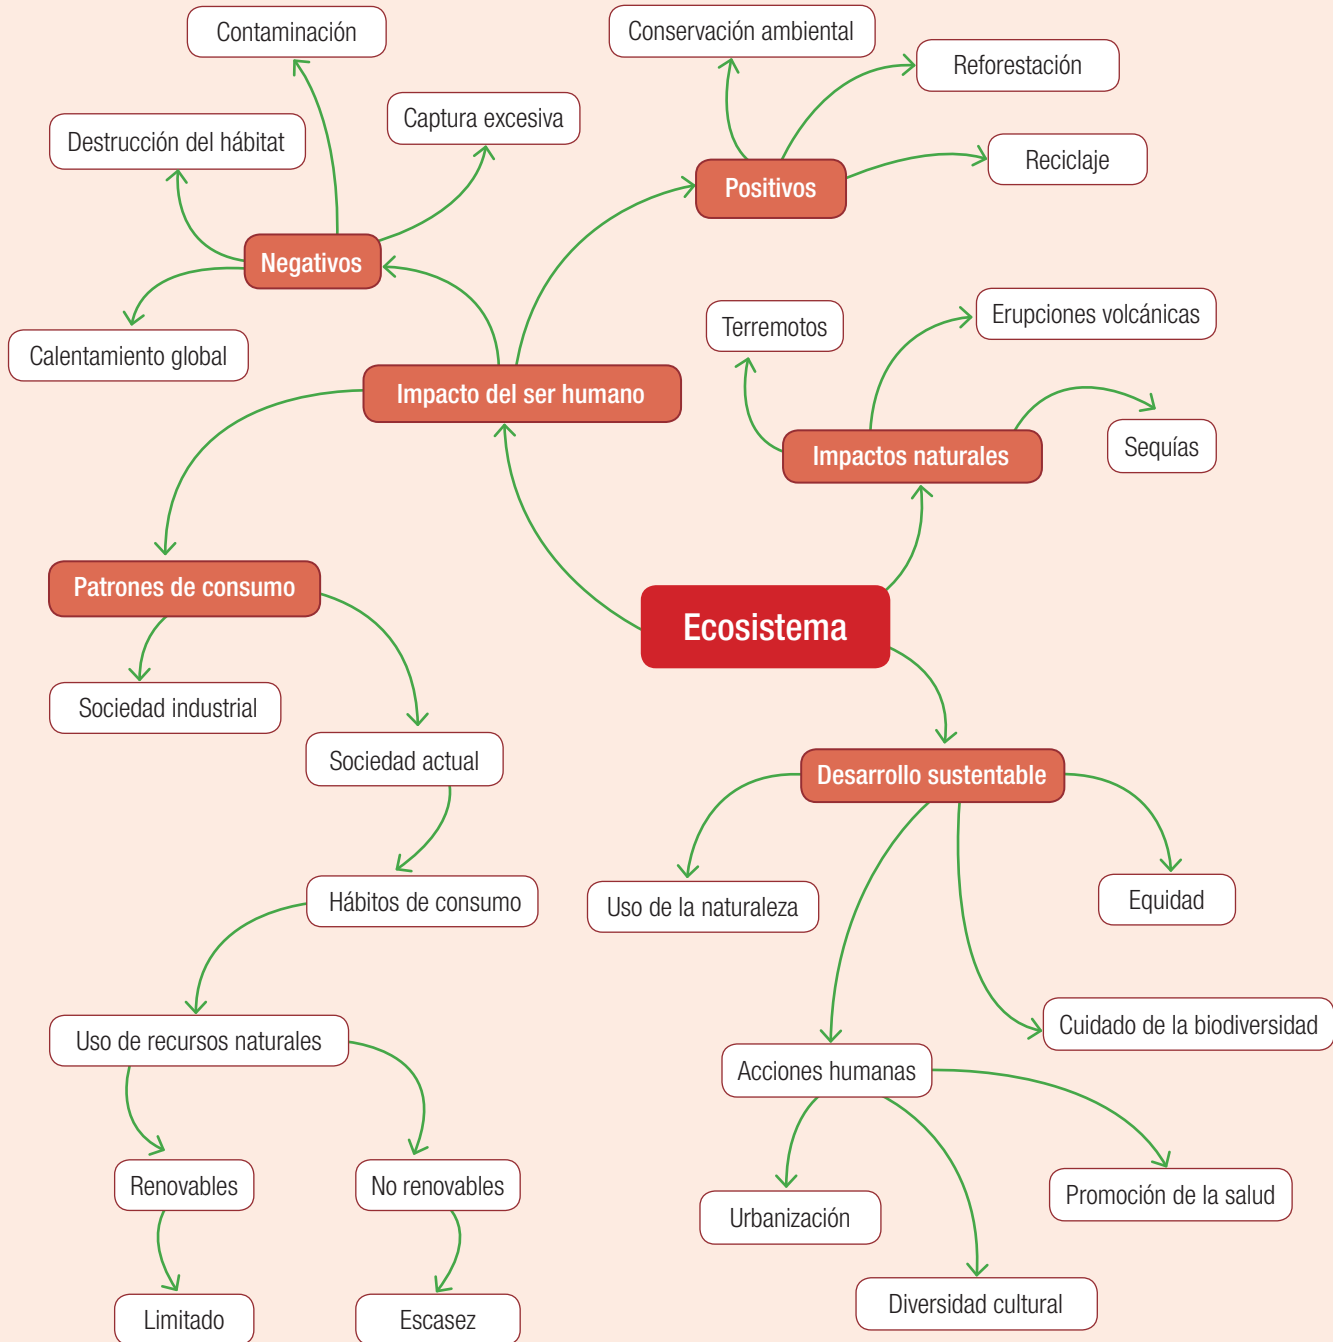 Contaminación
Conservación ambiental
Reforestación
Captura excesiva
Destrucción del hábitat
Reciclaje
Positivos
Negativos
Terremotos
Erupciones volcánicas
Calentamiento global
Impacto del ser humano
Impactos naturales
Sequías
Patrones de consumo
Ecosistema
Sociedad industrial
Sociedad actual
Desarrollo sustentable
Hábitos de consumo
Uso de la naturaleza
Equidad
Uso de recursos naturales
Cuidado de la biodiversidad
Acciones humanas
Renovables
No renovables
Promoción de la salud
Urbanización
Diversidad cultural
Limitado
Escasez